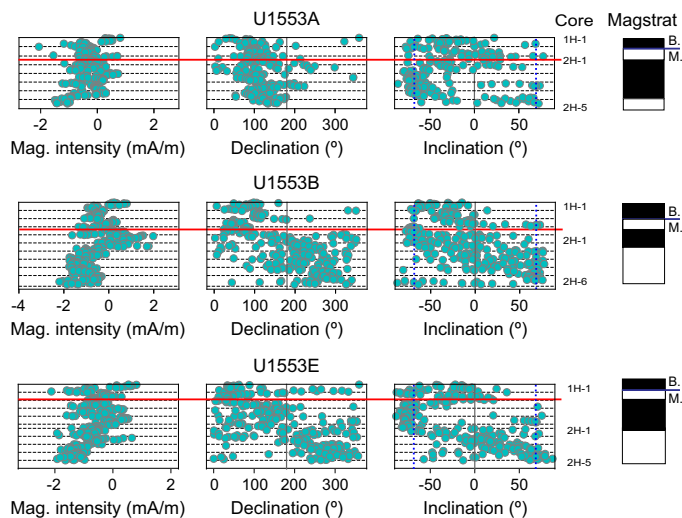 U1553A
Core Magstrat
1H-1
2H-1
2H-5
B.
M.
-2 0 2
0 100 200 300
-50 0 50
Mag. intensity (mA/m)
Declination (º)
Inclination (º)
U1553B
1H-1
2H-1
2H-6
B.
M.
-4 -2 0 2
0 100 200 300
-50 0 50
Mag. intensity (mA/m)
Declination (º)
Inclination (º)
U1553E
1H-1
2H-1
2H-5
B.
M.
-2 0 2
0 100 200 300
-50 0 50
Mag. intensity (mA/m)
Declination (º)
Inclination (º)